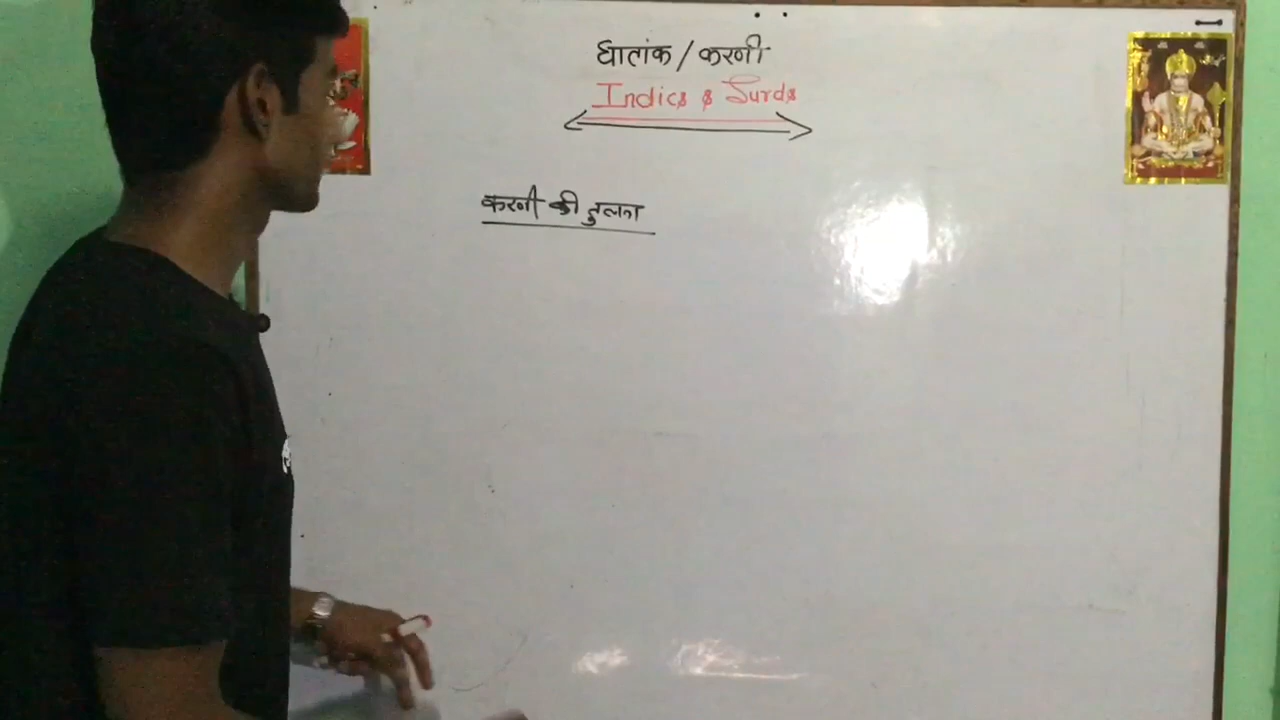 घातांक / करणी
Indics & Surds
करणी की तुलना